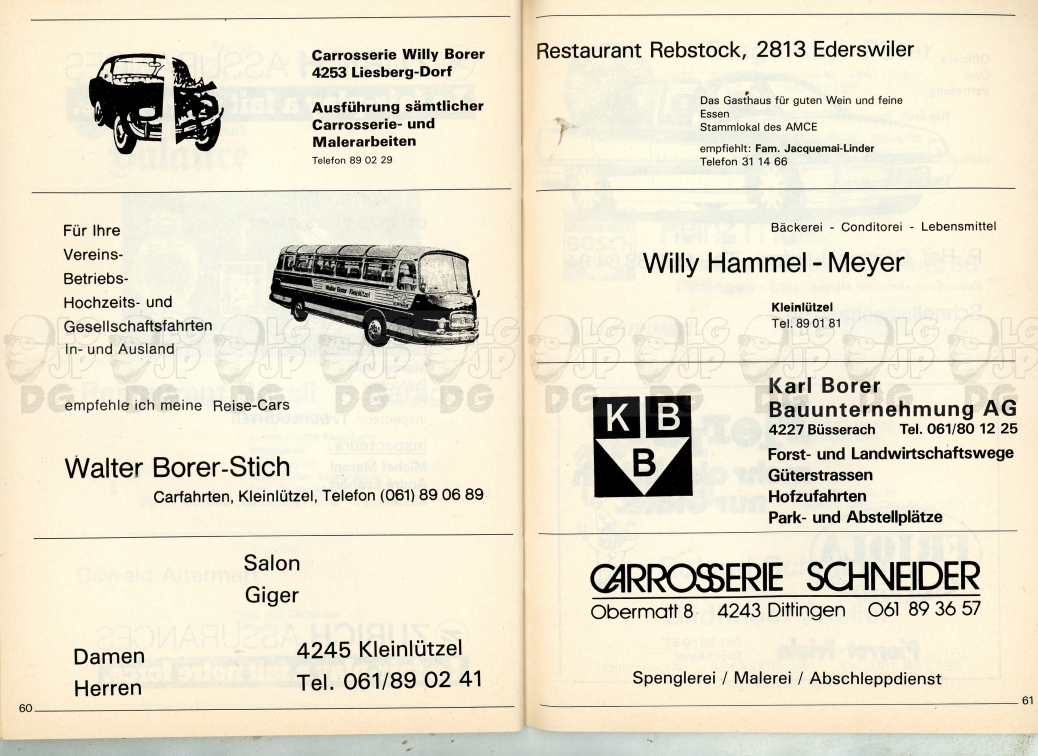 Carrosserie Willy Borer
4253 Liesberg-Dorf
Ausführung sämtlicher
Carrosserie- und
Malerarbeiten
Telefon 89 02 29
Für Ihre
Vereins-
Betriebs-
Hochzeits- und
Gesellschaftsfahrten
In- und Ausland
Walter Borer Kleinlützel
empfehle ich meine Reise-Cars
Walter Borer-Stich
Carfahrten, Kleinlützel, Telefon (061) 89 06 89
Salon
Giger
Damen
Herren
4245 Kleinlützel
Tel. 061/89 02 41
60
Restaurant Rebstock, 2813 Ederswiler
Das Gasthaus für guten Wein und feine
Essen
Stammlokal des AMCE
empfiehlt: Fam. Jacquemai-Linder
Telefon 31 14 66
Bäckerei - Conditorei - Lebensmittel
Willy Hammel-Meyer
Kleinlützel
Tel. 89 01 81
K B
B
Karl Borer
Bauunternehmung AG
4227 Büsserach Tel. 061/80 12 25
Forst- und Landwirtschaftswege
Güterstrassen
Hofzufahrten
Park- und Abstellplätze
CARROSSERIE SCHNEIDER
Obermatt 8 4243 Dittingen 061 89 36 57
Spenglerei / Malerei / Abschleppdienst
61
LG JP DG